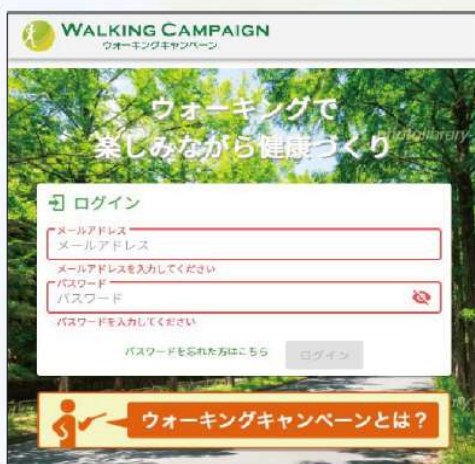 WALKING CAMPAIGN
ウォーキングキャンペーン
ウォーキングで
楽しみながら健康づくり
photolibrary
ログイン
メールアドレス
メールアドレス
メールアドレスを入力してください
パスワード
パスワード
パスワードを入力してください
パスワードを忘れた方はこちら
ログイン
ウォーキングキャンペーンとは？